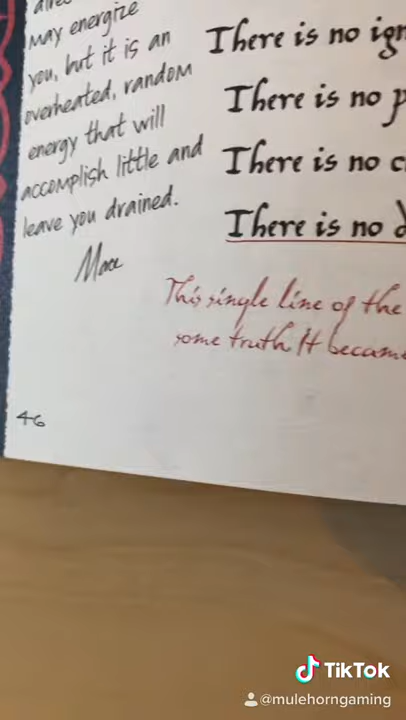 may energize
you, but it is an
overheated, random
energy that will
accomplish little and
leave you drained.
Mace
There is no
There is no
There is no
There is no
This single line of the
some truth It became
46
TikTok
@mulehorngaming